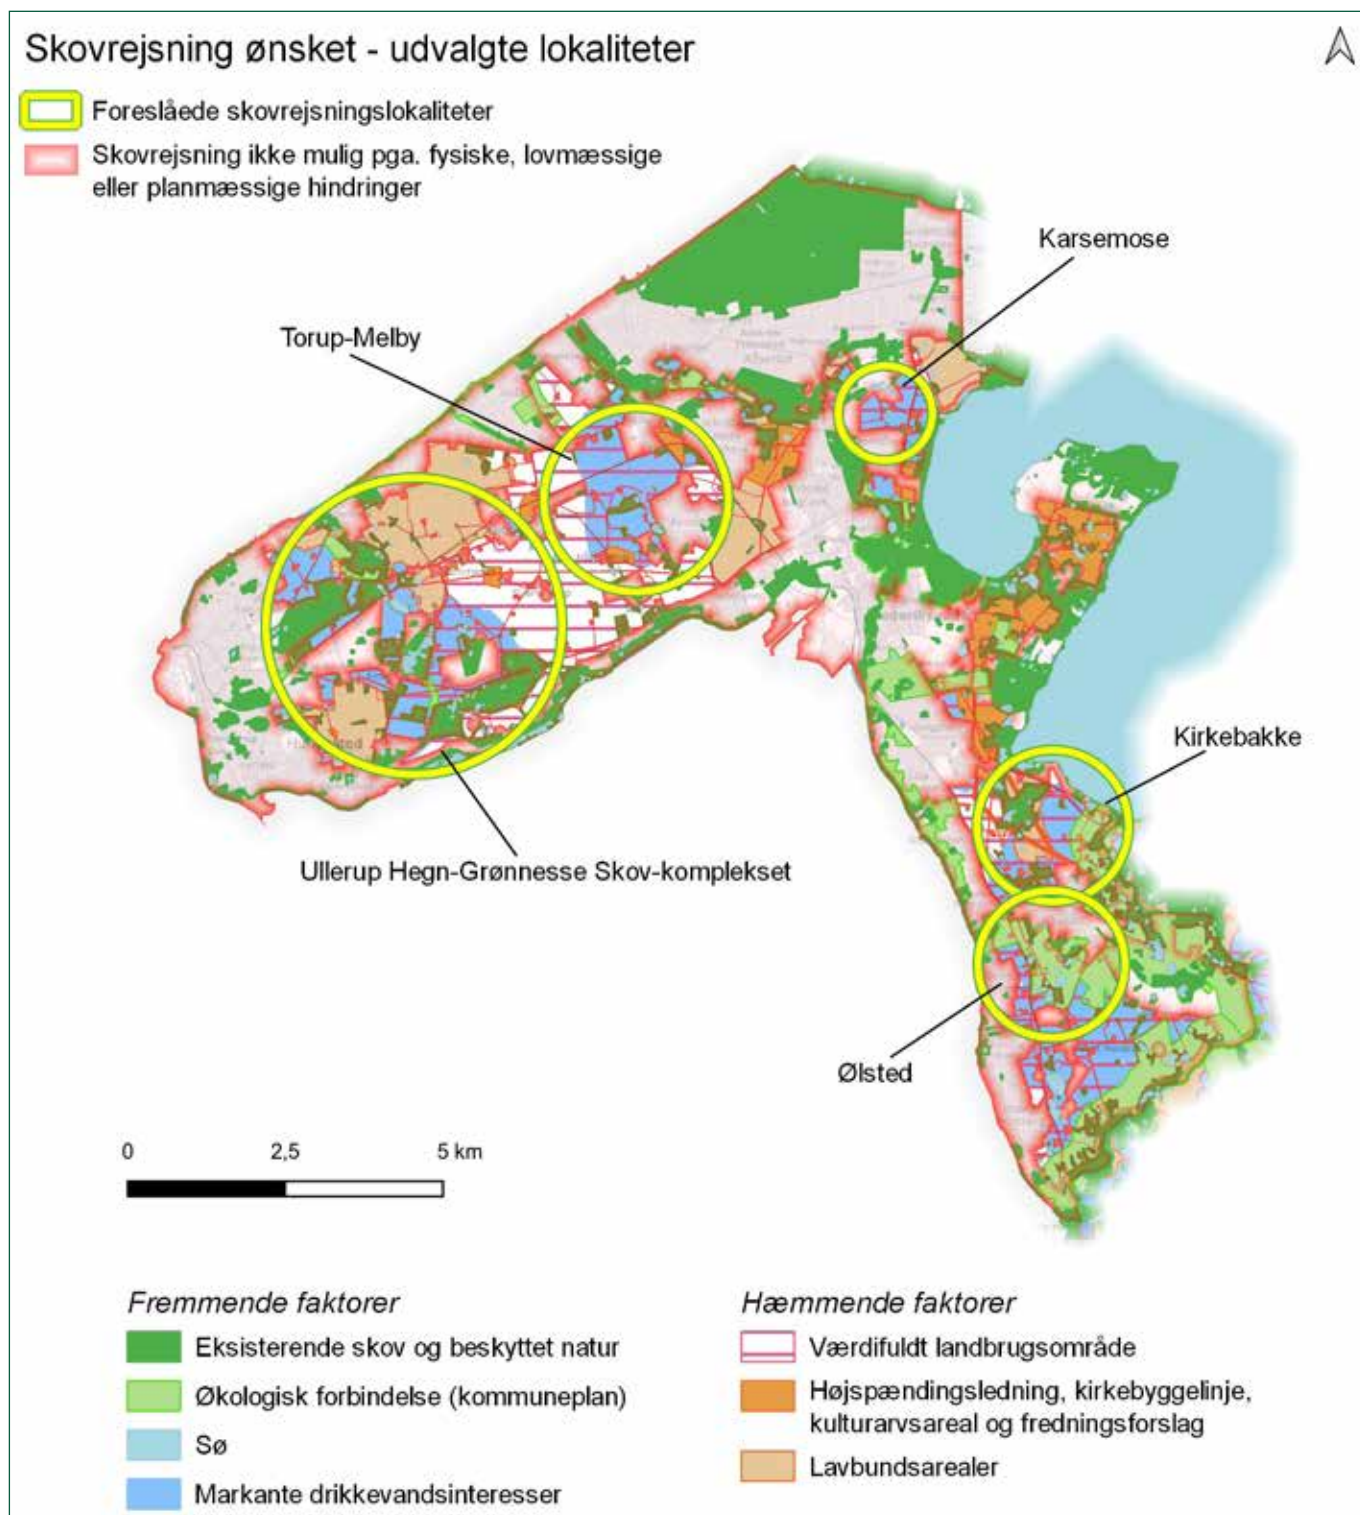 Skovrejsning ønsket - udvalgte lokaliteter
Foreslåede skovrejsningslokaliteter
Skovrejsning ikke mulig pga. fysiske, lovmæssige
eller planmæssige hindringer
Karsemose
Torup-Melby
Kirkebakke
Ullerup Hegn-Grønnesse Skov-komplekset
Ølsted
0 2,5 5 km
Fremmende faktorer
Eksisterende skov og beskyttet natur
Økologisk forbindelse (kommuneplan)
Sø
Markante drikkevandsinteresser
Hæmmende faktorer
Værdifuldt landbrugsområde
Højspændingsledning, kirkebyggelinje,
kulturarvsareal og fredningsforslag
Lavbundsarealer